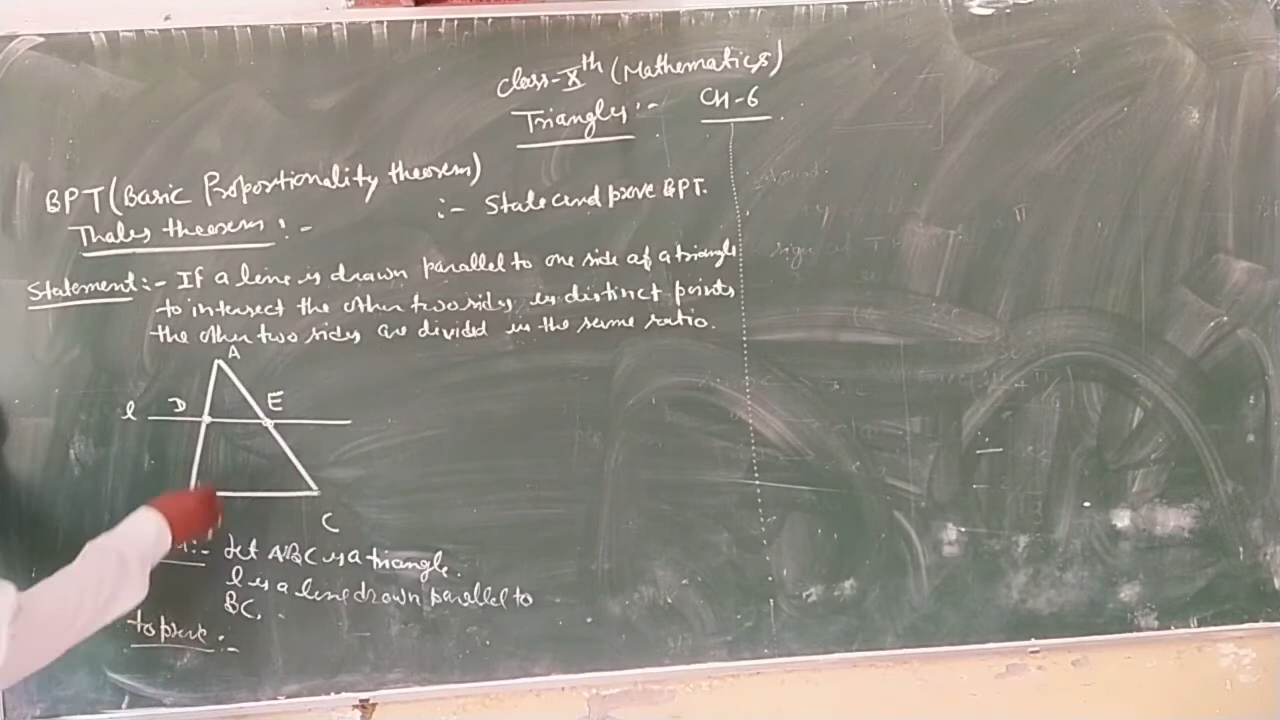 Class-Xth (Mathematics)
Triangles :- CH-6
BPT (Basic Proportionality theorem)
Thales theorem :-
:- State and prove BPT.
Statement :- If a line is drawn parallel to one side of a triangle
to intersect the other two sides in distinct points
the other two sides are divided in the same ratio.
A
l D E
C
:- Let ABC is a triangle.
l is a line drawn parallel to
BC.
to prove :-